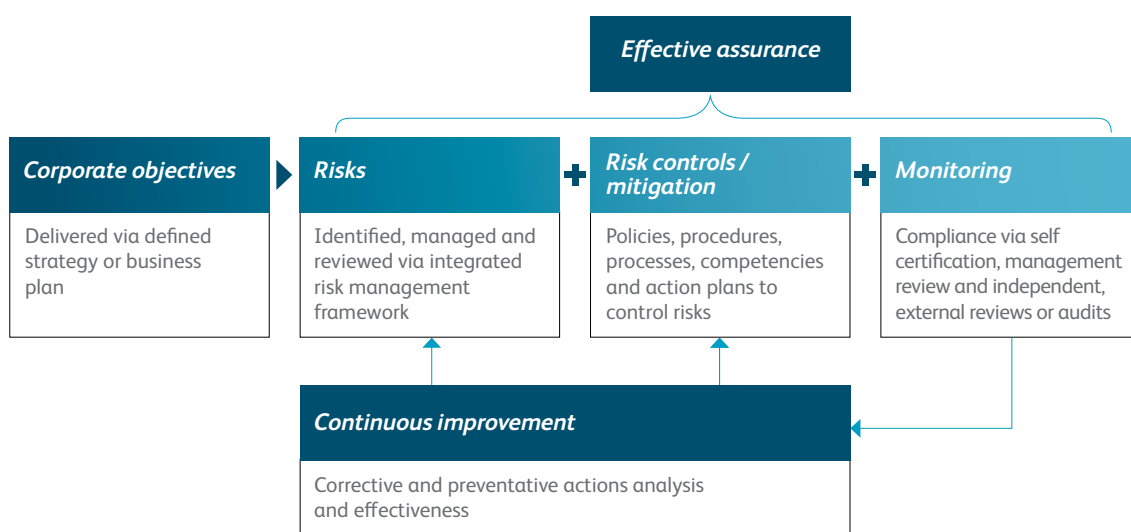 Effective assurance
Corporate objectives
Delivered via defined
strategy or business
plan
Risks
Identified, managed and
reviewed via integrated
risk management
framework
Risk controls /
mitigation
Policies, procedures,
processes, competencies
and action plans to
control risks
Monitoring
Compliance via self
certification, management
review and independent,
external reviews or audits
Continuous improvement
Corrective and preventative actions analysis
and effectiveness